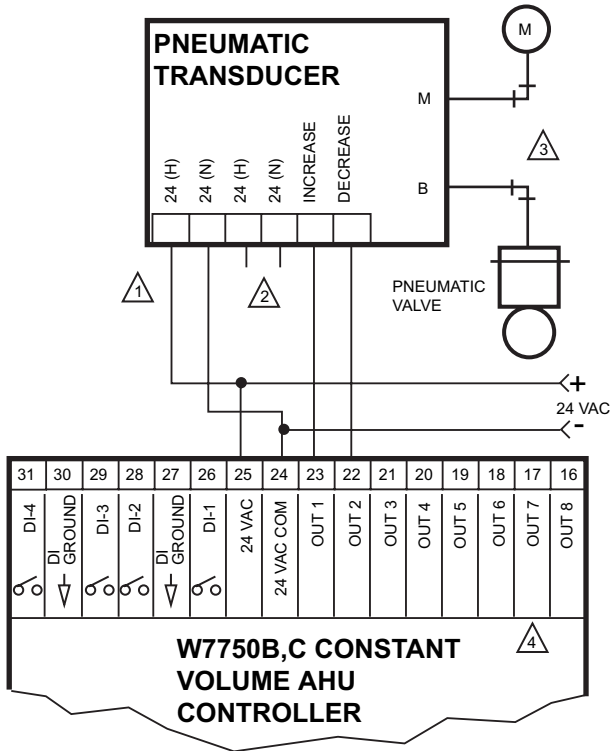 PNEUMATIC
TRANSDUCER
M
M
B
24 (H)
24 (N)
24 (H)
24 (N)
INCREASE
DECREASE
1
2
3
PNEUMATIC
VALVE
+
24 VAC
-
31 30 29 28 27 26 25 24 23 22 21 20 19 18 17 16
DI-4
DI
GROUND
DI-3
DI-2
DI
GROUND
DI-1
24 VAC
24 VAC COM
OUT 1
OUT 2
OUT 3
OUT 4
OUT 5
OUT 6
OUT 7
OUT 8
4
W7750B,C CONSTANT
VOLUME AHU
CONTROLLER